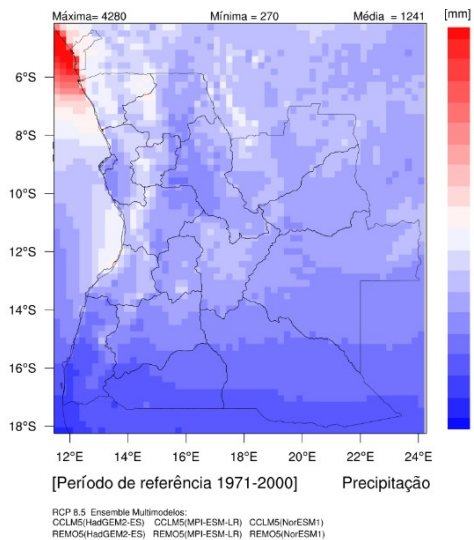 Máxima= 4280 Mínima = 270 Média = 1241 [mm]
6°S
8°S
10°S
12°S
14°S
16°S
18°S
12°E 14°E 16°E 18°E 20°E 22°E 24°E
[Período de referência 1971-2000] Precipitação
RCP 8.5 Ensemble Multimodelos:
CCLM5(HadGEM2-ES) CCLM5(MPI-ESM-LR) CCLM5(NorESM1)
REMO5(HadGEM2-ES) REMO5(MPI-ESM-LR) REMO5(NorESM1)